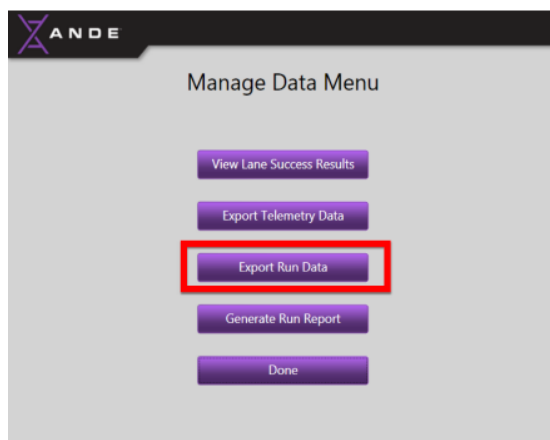 ANDE
Manage Data Menu
View Lane Success Results
Export Telemetry Data
Export Run Data
Generate Run Report
Done